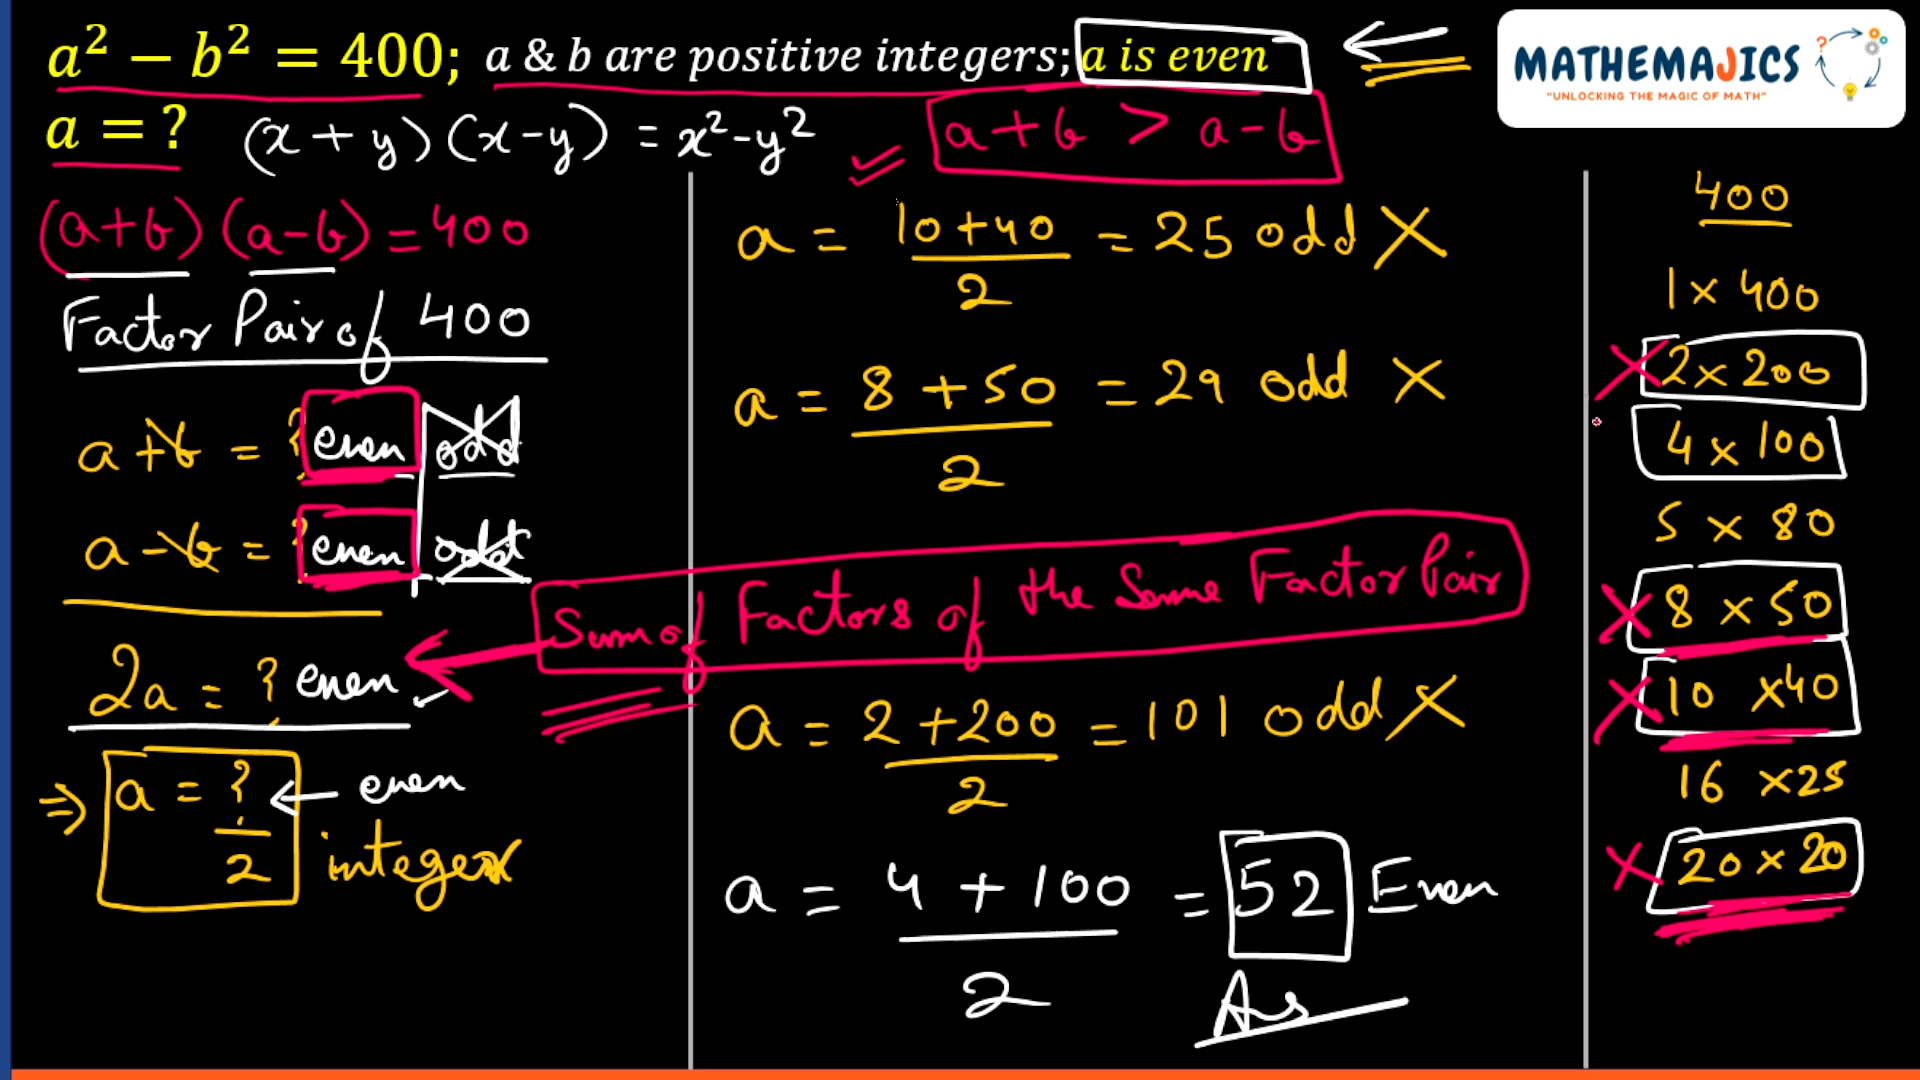 a² − b² = 400; a & b are positive integers; a is even
MATHEMAJICS
"UNLOCKING THE MAGIC OF MATH"
a = ?
(x + y)(x-y) = x²-y²
a+b > a-b
(a+b)(a-b) = 400
Factor Pair of 400
a+b = ? even odd
a-b = ? even odd
2a = ? even
⇒ a = ?/2 ← even
integer
a = (10+40)/2 = 25 odd X
a = (8+50)/2 = 29 odd X
Sum of Factors of the Same Factor Pair
a = (2+200)/2 = 101 odd X
a = (4+100)/2 = 52 Even
Ans
400
1 x 400
X 2 x 200
4 x 100
5 x 80
X 8 x 50
X 10 x 40
16 x 25
X 20 x 20